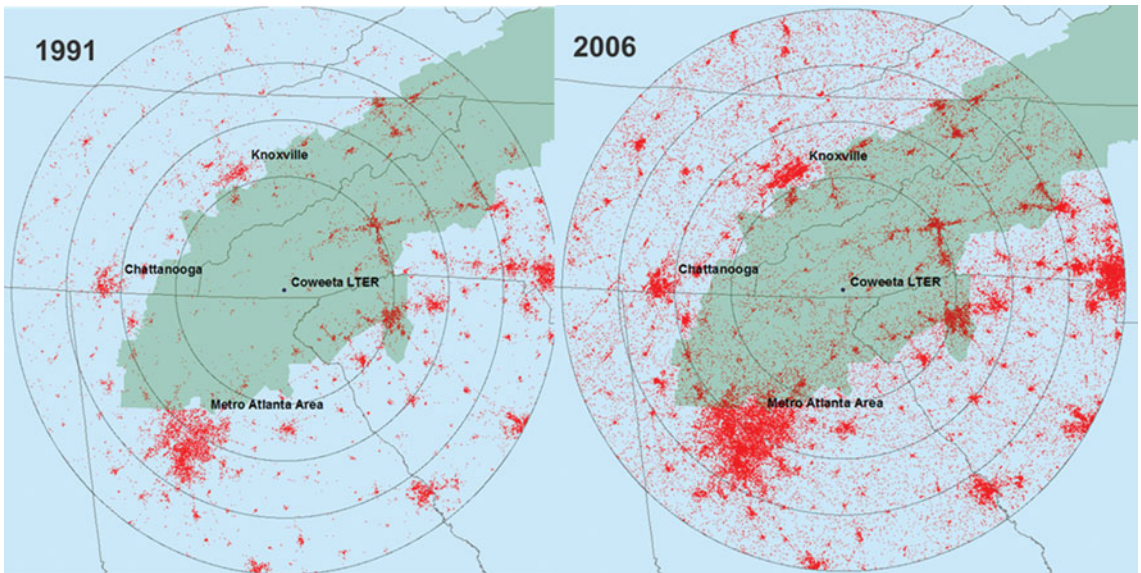 1991
Knoxville
Chattanooga
Coweeta LTER
Metro Atlanta Area
2006
Knoxville
Chattanooga
Coweeta LTER
Metro Atlanta Area